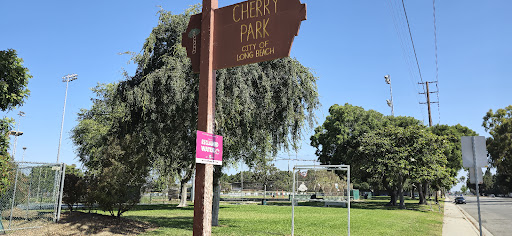 CHERRY
PARK
CITY OF
LONG BEACH